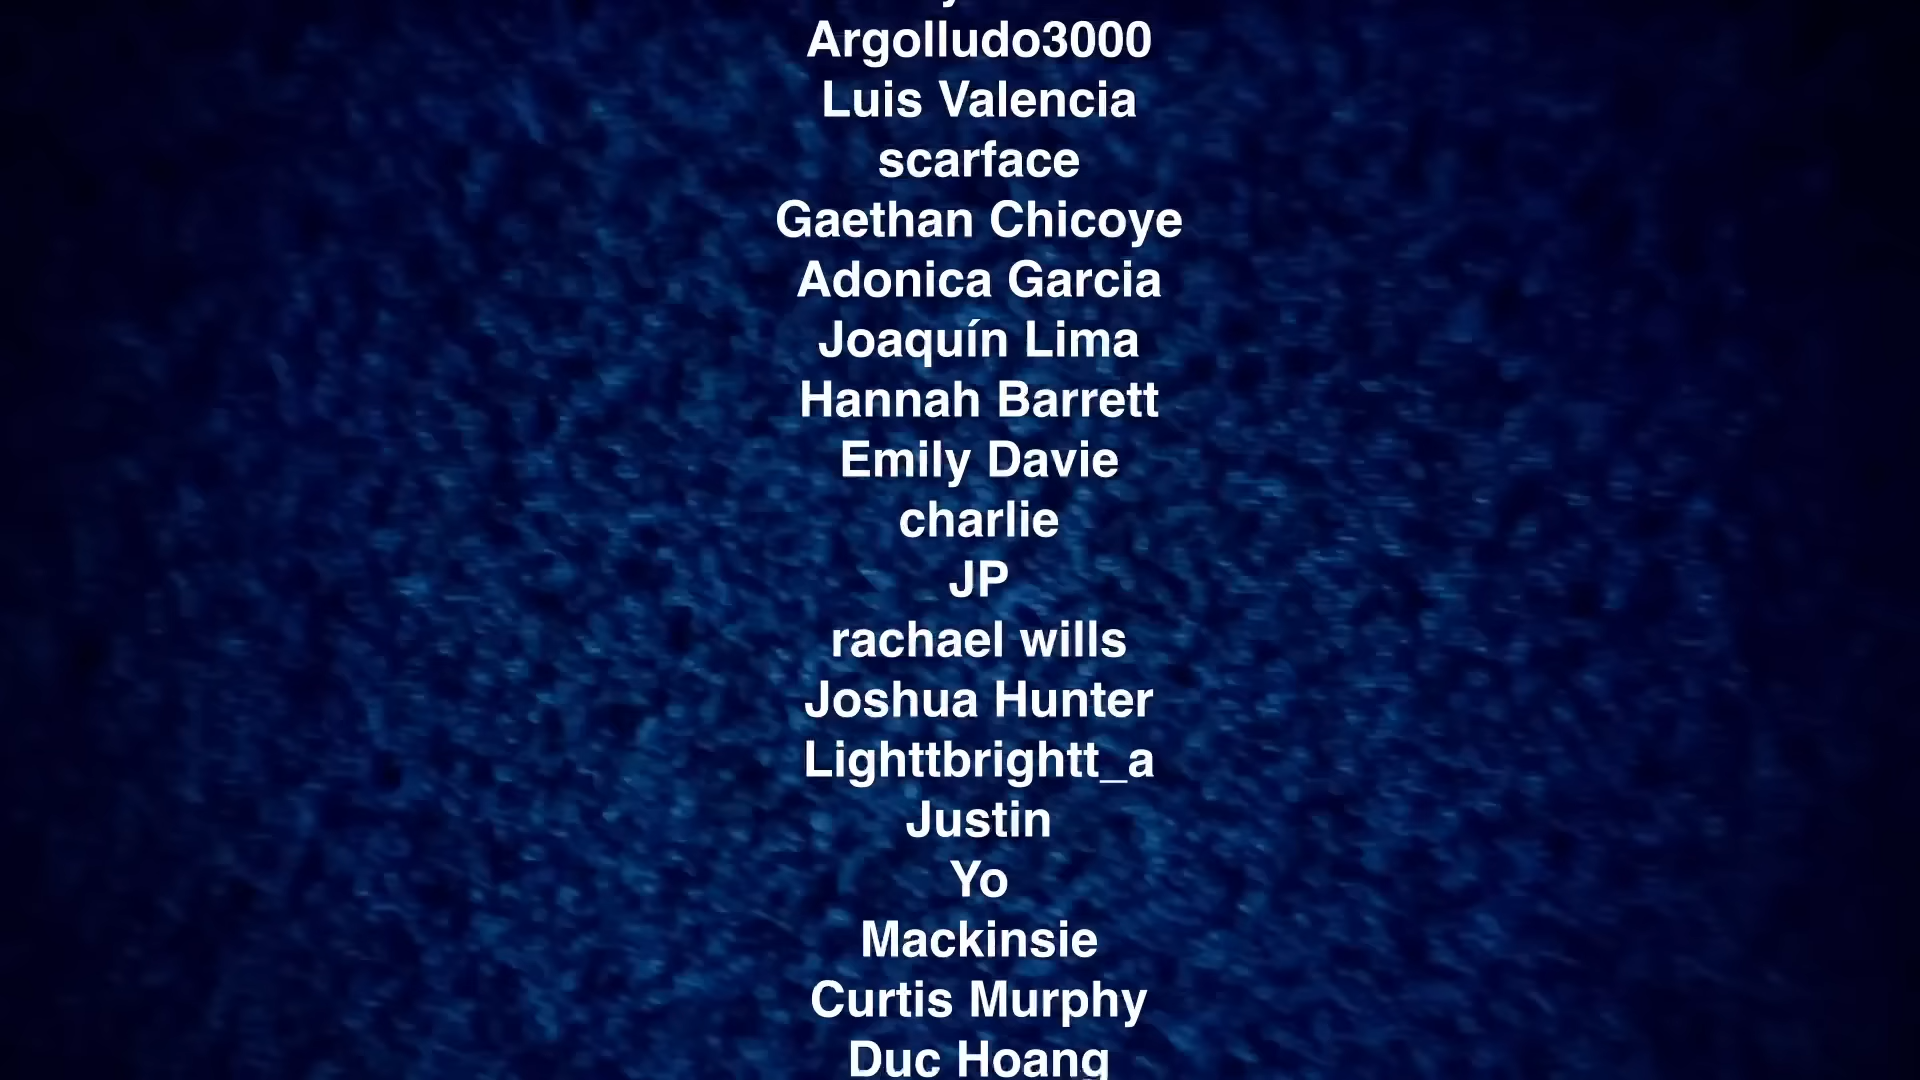 Argolludo3000
Luis Valencia
scarface
Gaethan Chicoye
Adonica Garcia
Joaquín Lima
Hannah Barrett
Emily Davie
charlie
JP
rachael wills
Joshua Hunter
Lighttbrightt_a
Justin
Yo
Mackinsie
Curtis Murphy
Duc Hoang